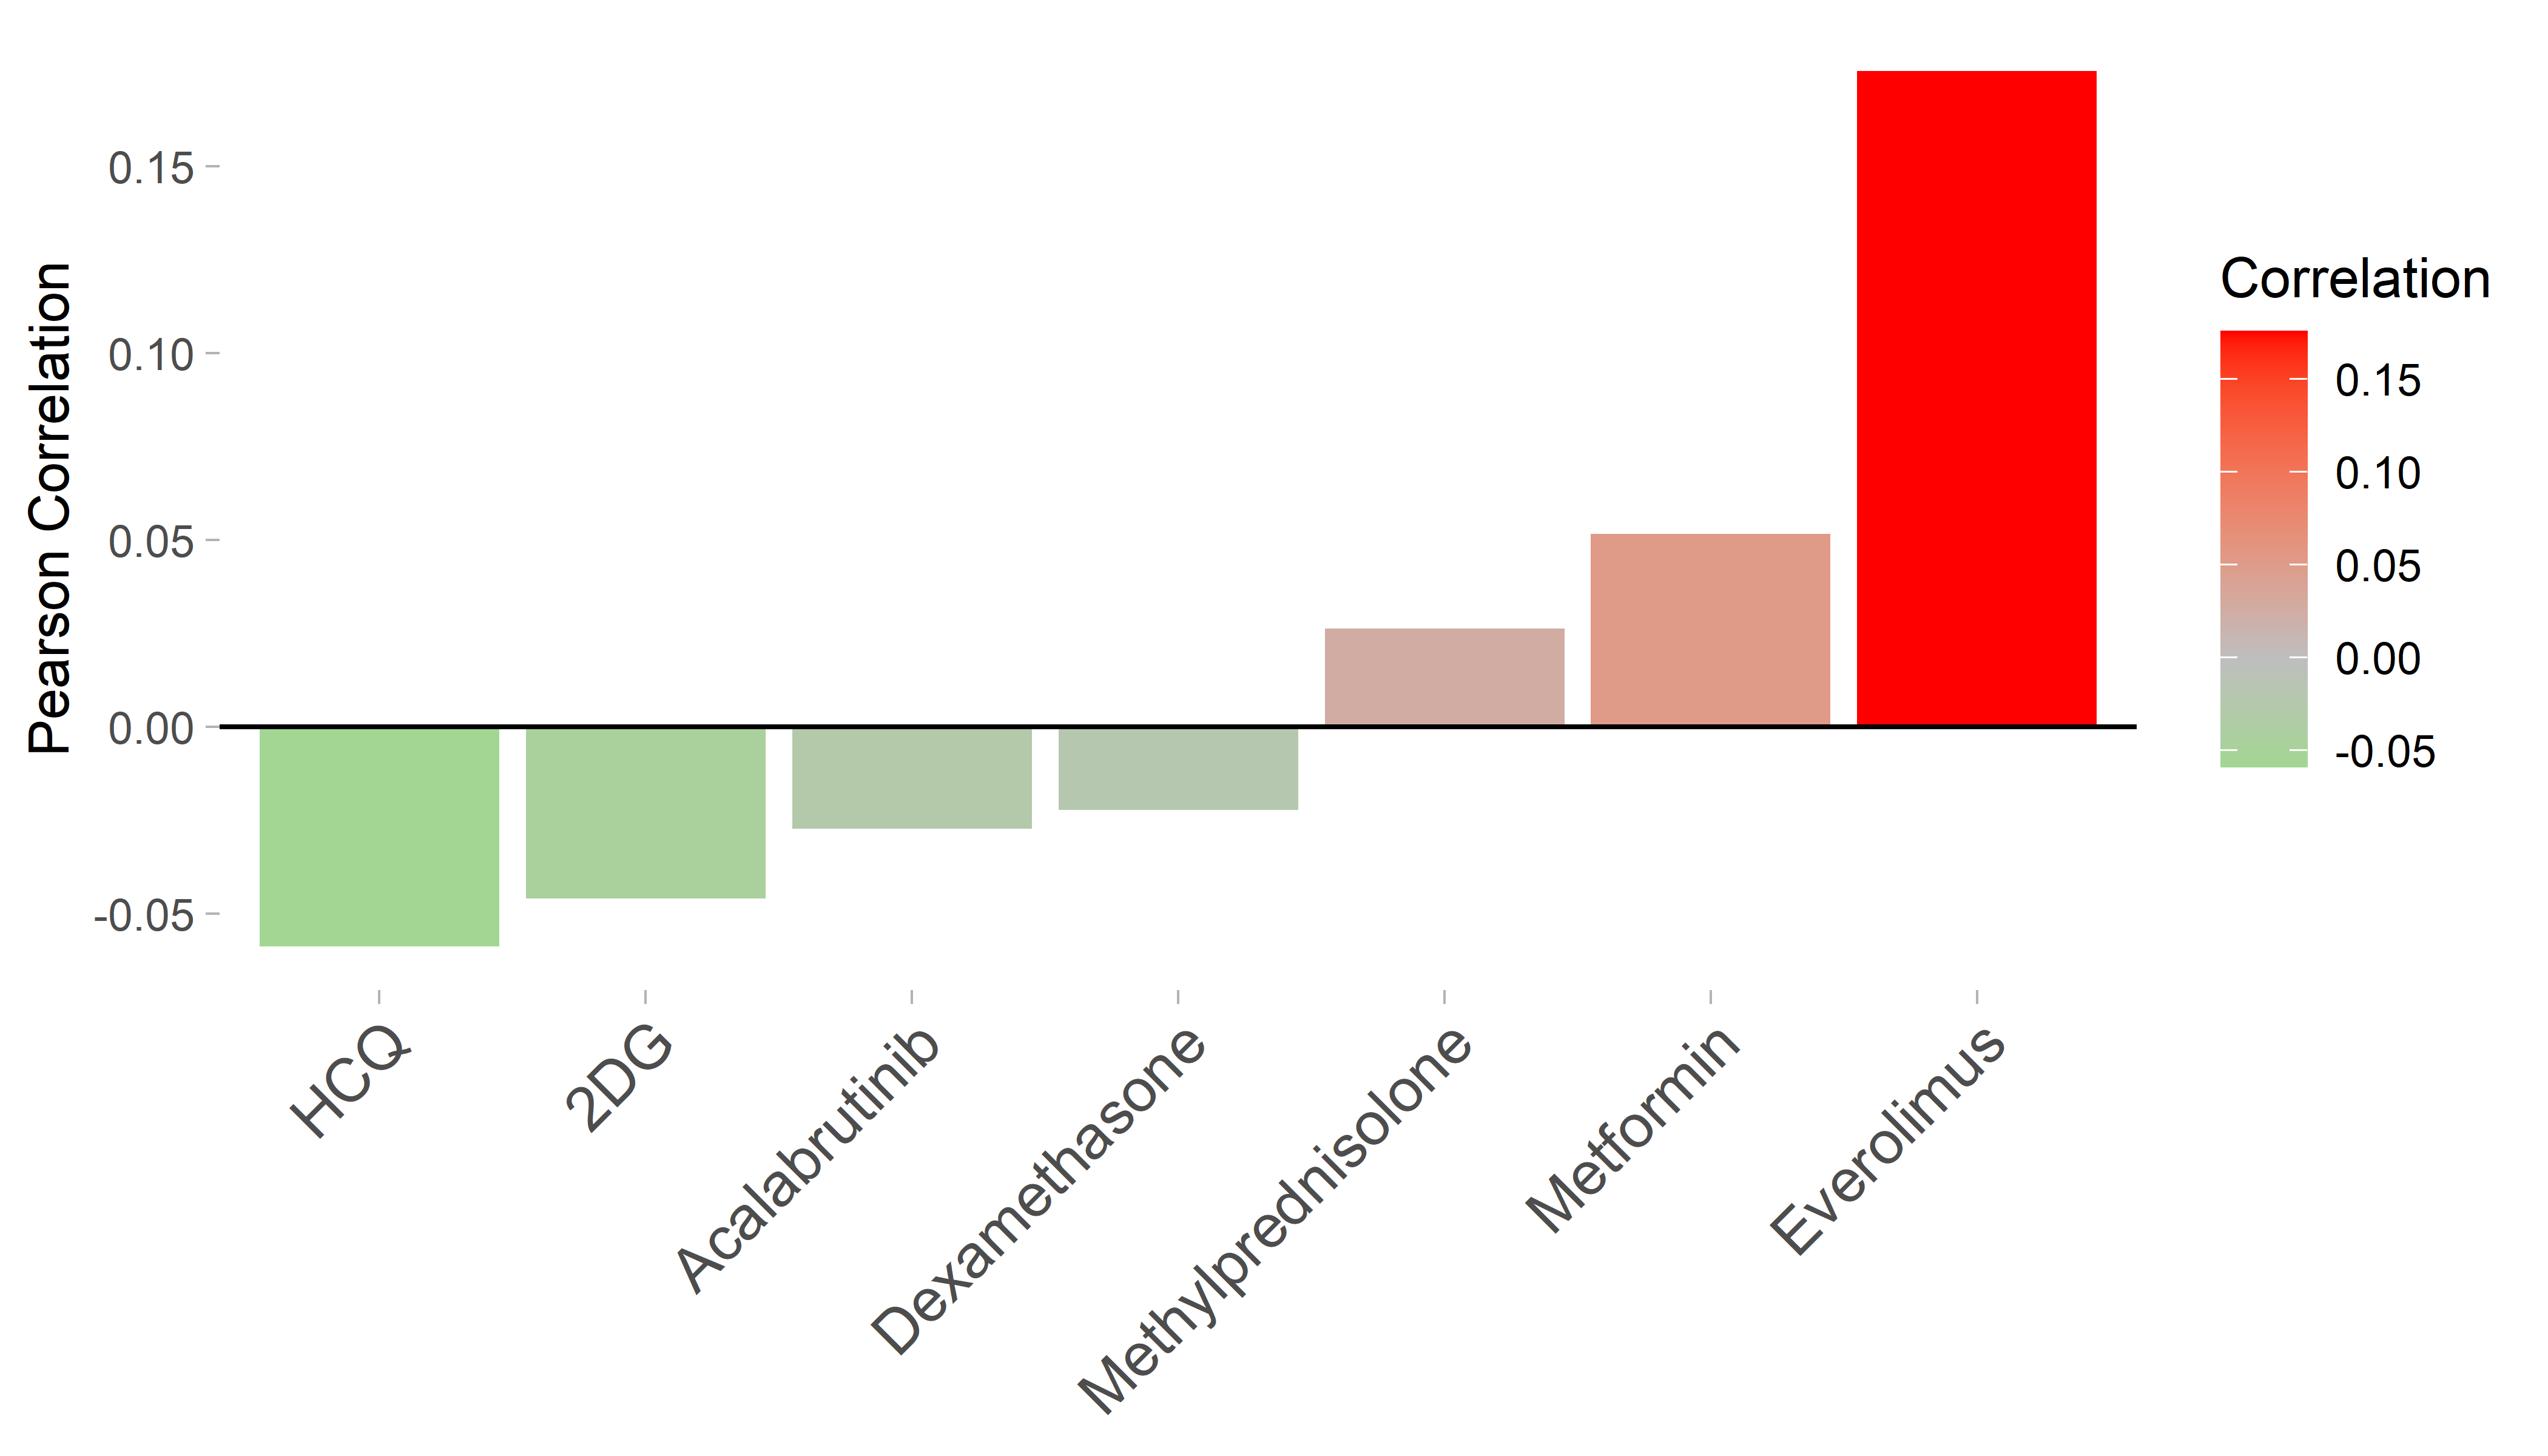 Pearson Correlation
0.15
0.10
0.05
0.00
-0.05
HCQ
2DG
Acalabrutinib
Dexamethasone
Methylprednisolone
Metformin
Everolimus
Correlation
0.15
0.10
0.05
0.00
-0.05